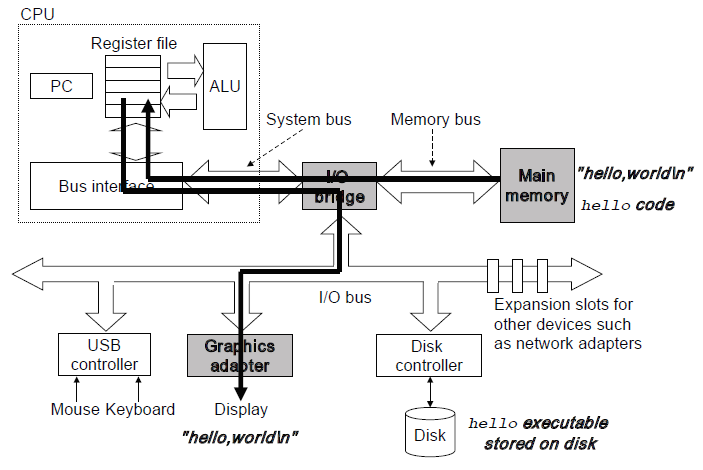 CPU
Register file
PC
ALU
System bus
Memory bus
Bus interface
I/O
bridge
Main
memory
"hello,world\n"
hello code
I/O bus
Expansion slots for
other devices such
as network adapters
USB
controller
Graphics
adapter
Disk
controller
Mouse Keyboard
Display
"hello,world\n"
Disk
hello executable
stored on disk